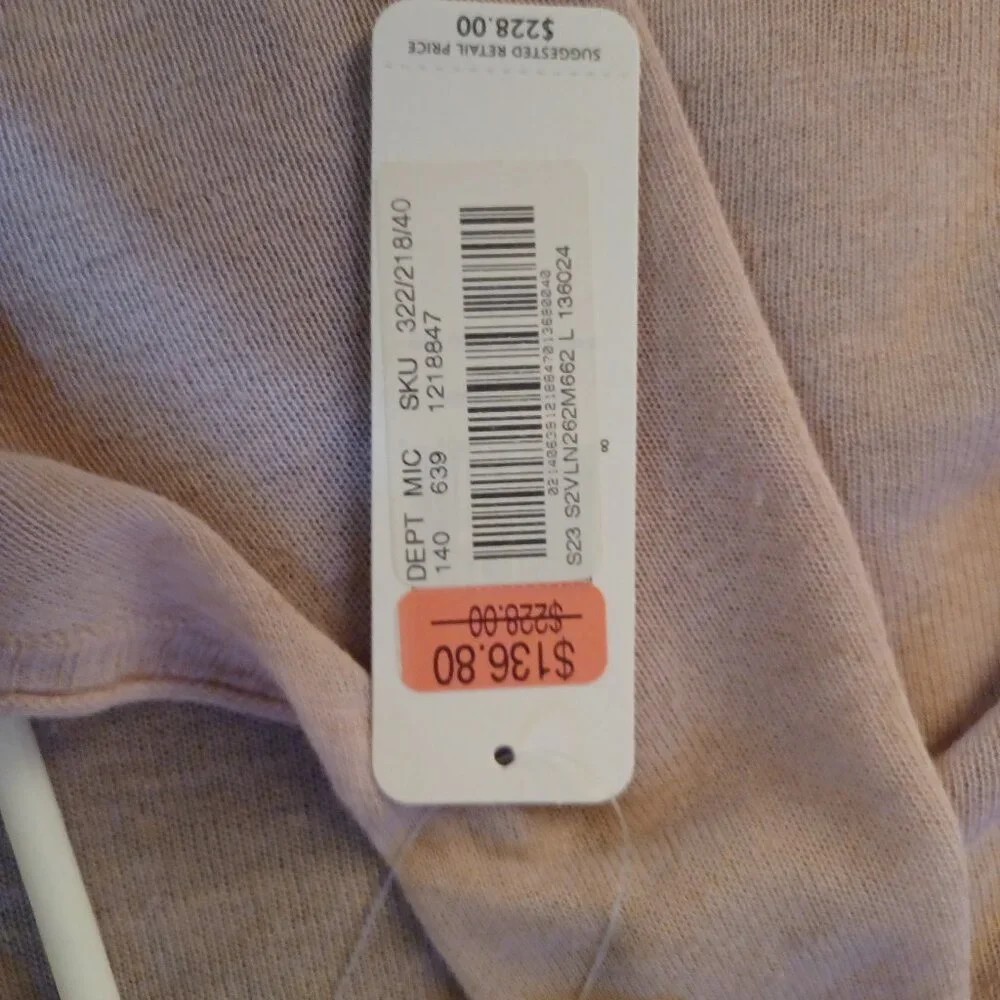 SUGGESTED RETAIL PRICE
$228.00
DEPT MIC SKU 322/218/40
140 639 1218847
S23 S2VLN262M662 L 136024
8
$228.00
$136.80